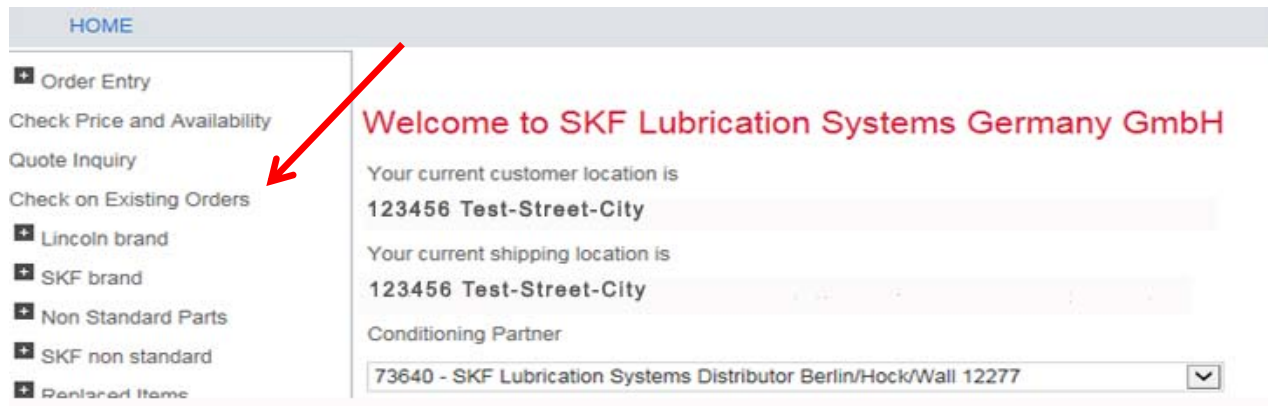 HOME
Order Entry
Check Price and Availability
Quote Inquiry
Check on Existing Orders
Lincoln brand
SKF brand
Non Standard Parts
SKF non standard
Replaced Items
Welcome to SKF Lubrication Systems Germany GmbH
Your current customer location is
123456 Test-Street-City
Your current shipping location is
123456 Test-Street-City
Conditioning Partner
73640 - SKF Lubrication Systems Distributor Berlin/Hock/Wall 12277